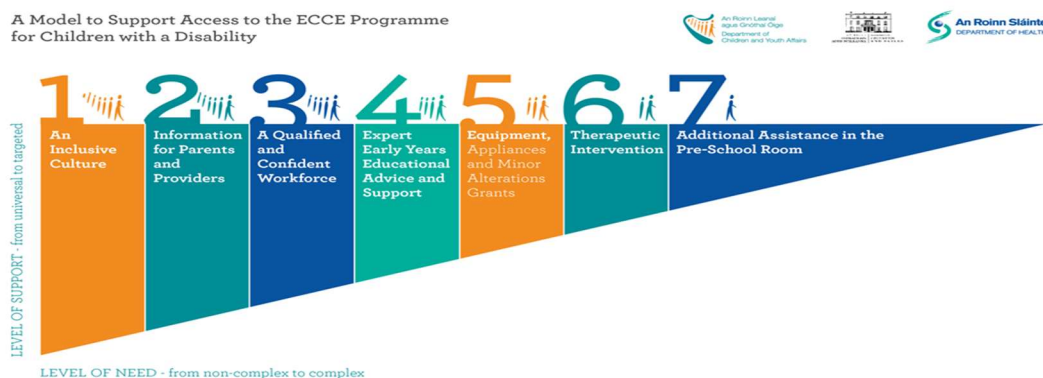 A Model to Support Access to the ECCE Programme
for Children with a Disability
An Roinn Leanaí
agus Gnóthaí Óige
Department of
Children and Youth Affairs
An Roinn Sláinte
DEPARTMENT OF HEALTH
1
An
Inclusive
Culture
2
Information
for Parents
and
Providers
3
A Qualified
and
Confident
Workforce
4
Expert
Early Years
Educational
Advice and
Support
5
Equipment,
Appliances
and Minor
Alterations
Grants
6
Therapeutic
Intervention
7
Additional Assistance in the
Pre-School Room
LEVEL OF SUPPORT - from universal to targeted
LEVEL OF NEED - from non-complex to complex